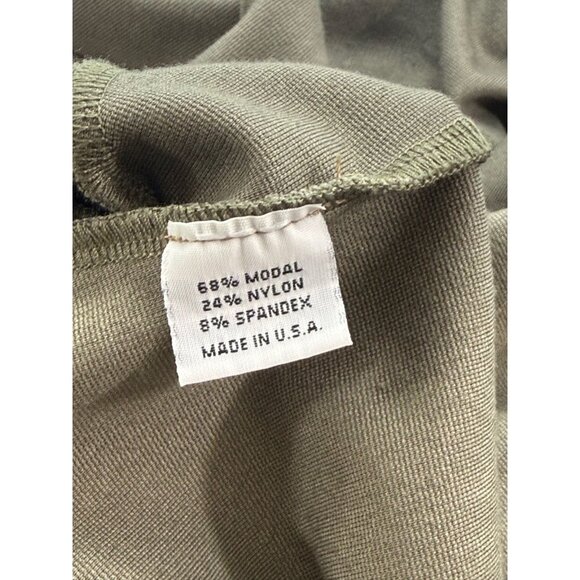 68% MODAL
24% NYLON
8% SPANDEX
MADE IN U.S.A.